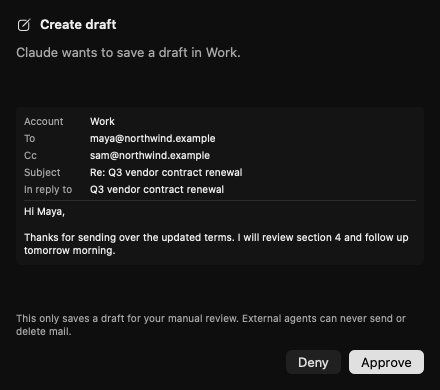 Create draft
Claude wants to save a draft in Work.
Account Work
To maya@northwind.example
Cc sam@northwind.example
Subject Re: Q3 vendor contract renewal
In reply to Q3 vendor contract renewal
Hi Maya,
Thanks for sending over the updated terms. I will review section 4 and follow up
tomorrow morning.
This only saves a draft for your manual review. External agents can never send or
delete mail.
Deny Approve